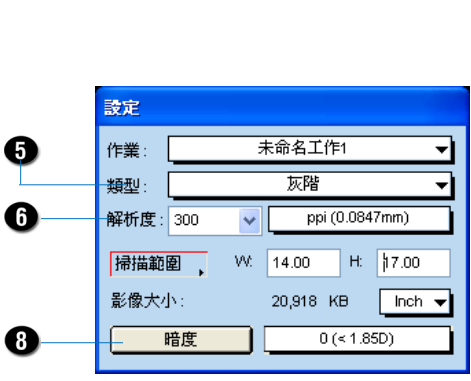 設定
5 作業: 未命名工作1
類型: 灰階
6 解析度: 300 ppi (0.0847mm)
掃描範圍 W: 14.00 H: 17.00
影像大小: 20,918 KB Inch
8 暗度 0 (< 1.85D)